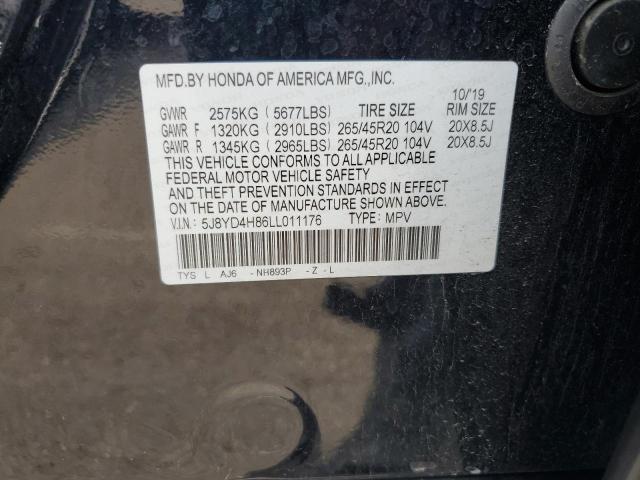 MFD.BY HONDA OF AMERICA MFG.,INC.
10/19
GVWR 2575KG (5677LBS) TIRE SIZE RIM SIZE
GAWR F 1320KG (2910LBS) 265/45R20 104V 20X8.5J
GAWR R 1345KG (2965LBS) 265/45R20 104V 20X8.5J
THIS VEHICLE CONFORMS TO ALL APPLICABLE
FEDERAL MOTOR VEHICLE SAFETY
AND THEFT PREVENTION STANDARDS IN EFFECT
ON THE DATE OF MANUFACTURE SHOWN ABOVE.
V.I.N: 5J8YD4H86LL011176 TYPE: MPV
TYS L AJ6 -NH893P -Z -L